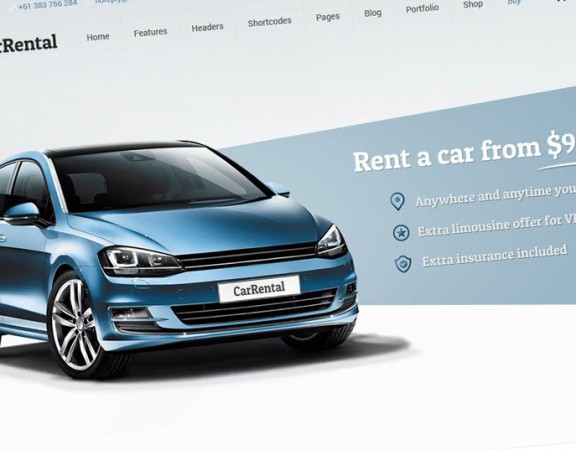 +61 383 766 284
Home Features Headers Shortcodes Pages Blog Portfolio Shop Buy
rRental
Rent a car from $9
Anywhere and anytime you
Extra limousine offer for VI
Extra insurance included
CarRental